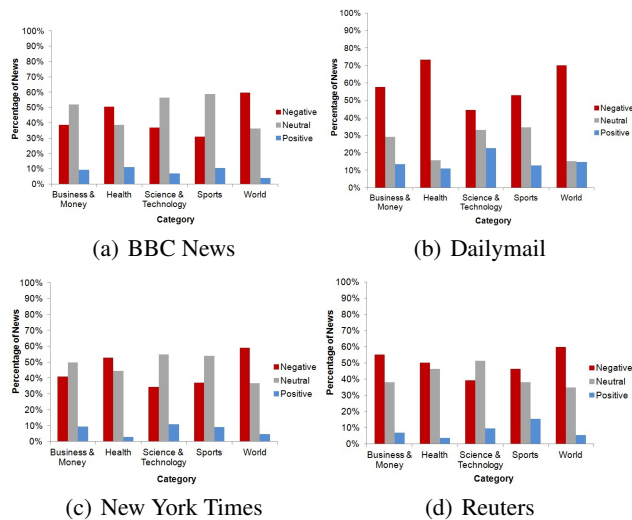 100%
90%
80%
70%
60%
50%
40%
30%
20%
10%
0%
Percentage of News
Business & Money
Health
Science & Technology
Sports
World
Category
Negative
Neutral
Positive
(a) BBC News
100%
90%
80%
70%
60%
50%
40%
30%
20%
10%
0%
Percentage of News
Business & Money
Health
Science & Technology
Sports
World
Category
Negative
Neutral
Positive
(b) Dailymail
100%
90%
80%
70%
60%
50%
40%
30%
20%
10%
0%
Percentage of News
Business & Money
Health
Science & Technology
Sports
World
Category
Negative
Neutral
Positive
(c) New York Times
100%
90%
80%
70%
60%
50%
40%
30%
20%
10%
0%
Percentage of News
Business & Money
Health
Science & Technology
Sports
World
Category
Negative
Neutral
Positive
(d) Reuters